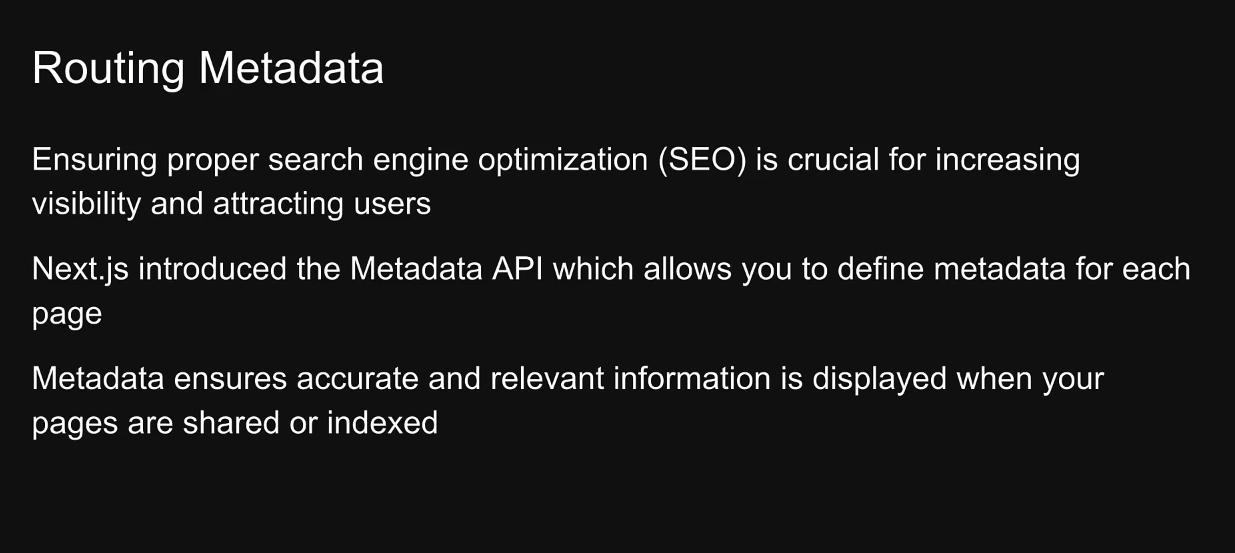 Routing Metadata
Ensuring proper search engine optimization (SEO) is crucial for increasing
visibility and attracting users
Next.js introduced the Metadata API which allows you to define metadata for each
page
Metadata ensures accurate and relevant information is displayed when your
pages are shared or indexed